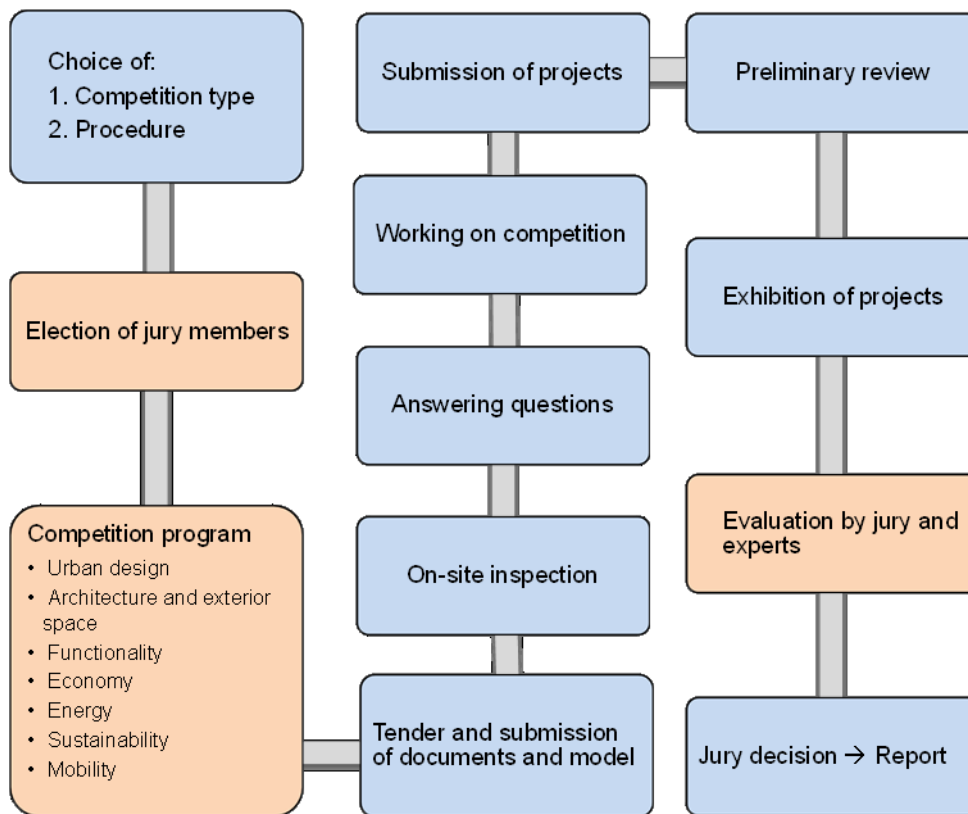 Choice of:
1. Competition type
2. Procedure
Election of jury members
Competition program
• Urban design
• Architecture and exterior
space
• Functionality
• Economy
• Energy
• Sustainability
• Mobility
Tender and submission
of documents and model
On-site inspection
Answering questions
Working on competition
Submission of projects
Preliminary review
Exhibition of projects
Evaluation by jury and
experts
Jury decision → Report